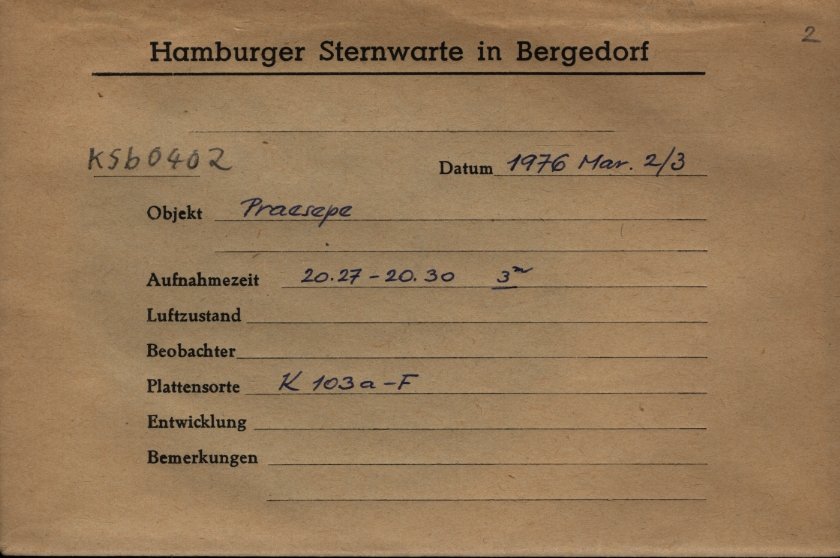 2
Hamburger Sternwarte in Bergedorf
KSb0402
Datum 1976 Mar. 2/3
Objekt Praesepe
Aufnahmezeit 20.27 - 20.30 3ᵐ
Luftzustand
Beobachter
Plattensorte K 103a-F
Entwicklung
Bemerkungen